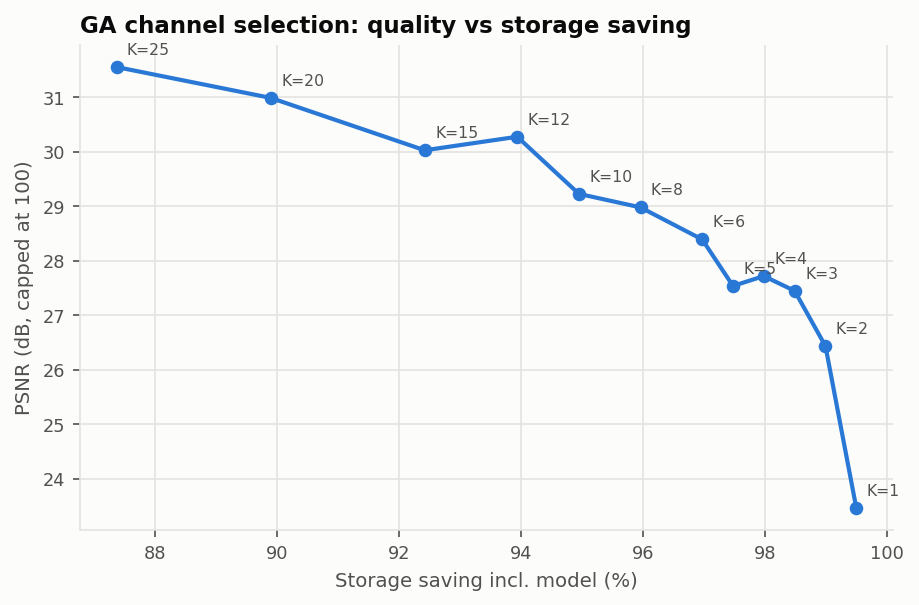 GA channel selection: quality vs storage saving
K=25
K=20
K=15
K=12
K=10
K=8
K=6
K=5
K=4
K=3
K=2
K=1
31
30
29
28
27
26
25
24
PSNR (dB, capped at 100)
88 90 92 94 96 98 100
Storage saving incl. model (%)